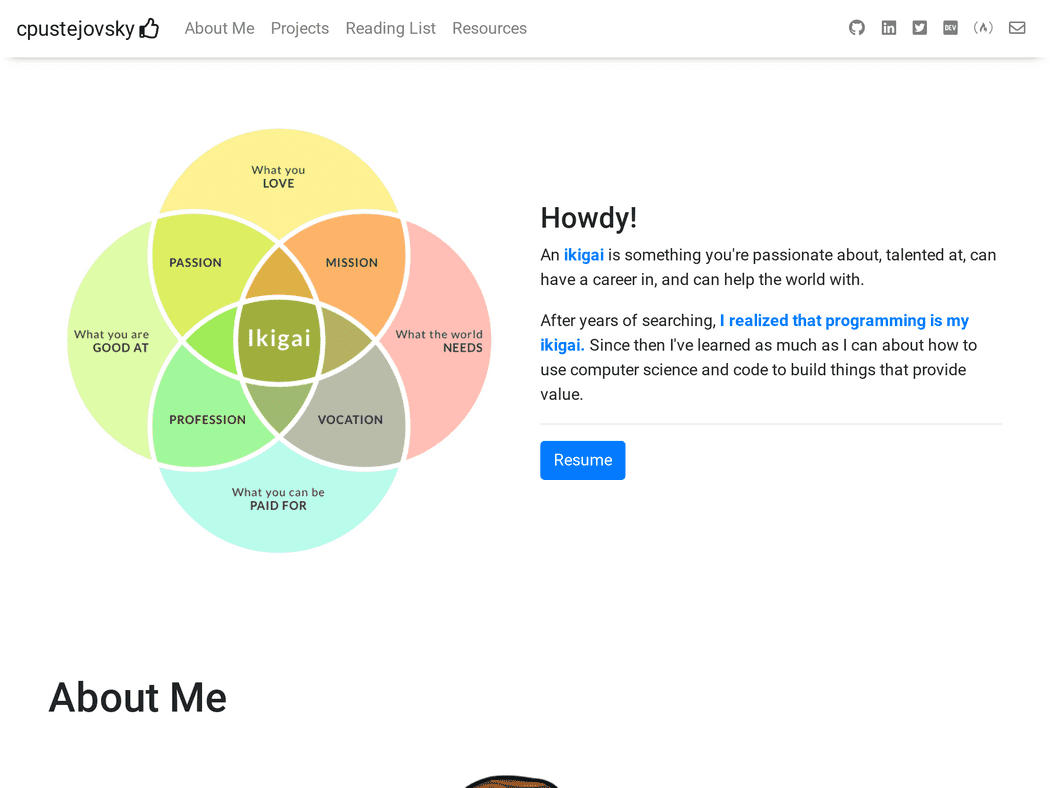 cpustejovsky About Me Projects Reading List Resources
DEV
What you
LOVE
PASSION
MISSION
What you are
GOOD AT
Ikigai
What the world
NEEDS
PROFESSION
VOCATION
What you can be
PAID FOR
Howdy!
An ikigai is something you're passionate about, talented at, can
have a career in, and can help the world with.
After years of searching, I realized that programming is my
ikigai. Since then I've learned as much as I can about how to
use computer science and code to build things that provide
value.
Resume
About Me